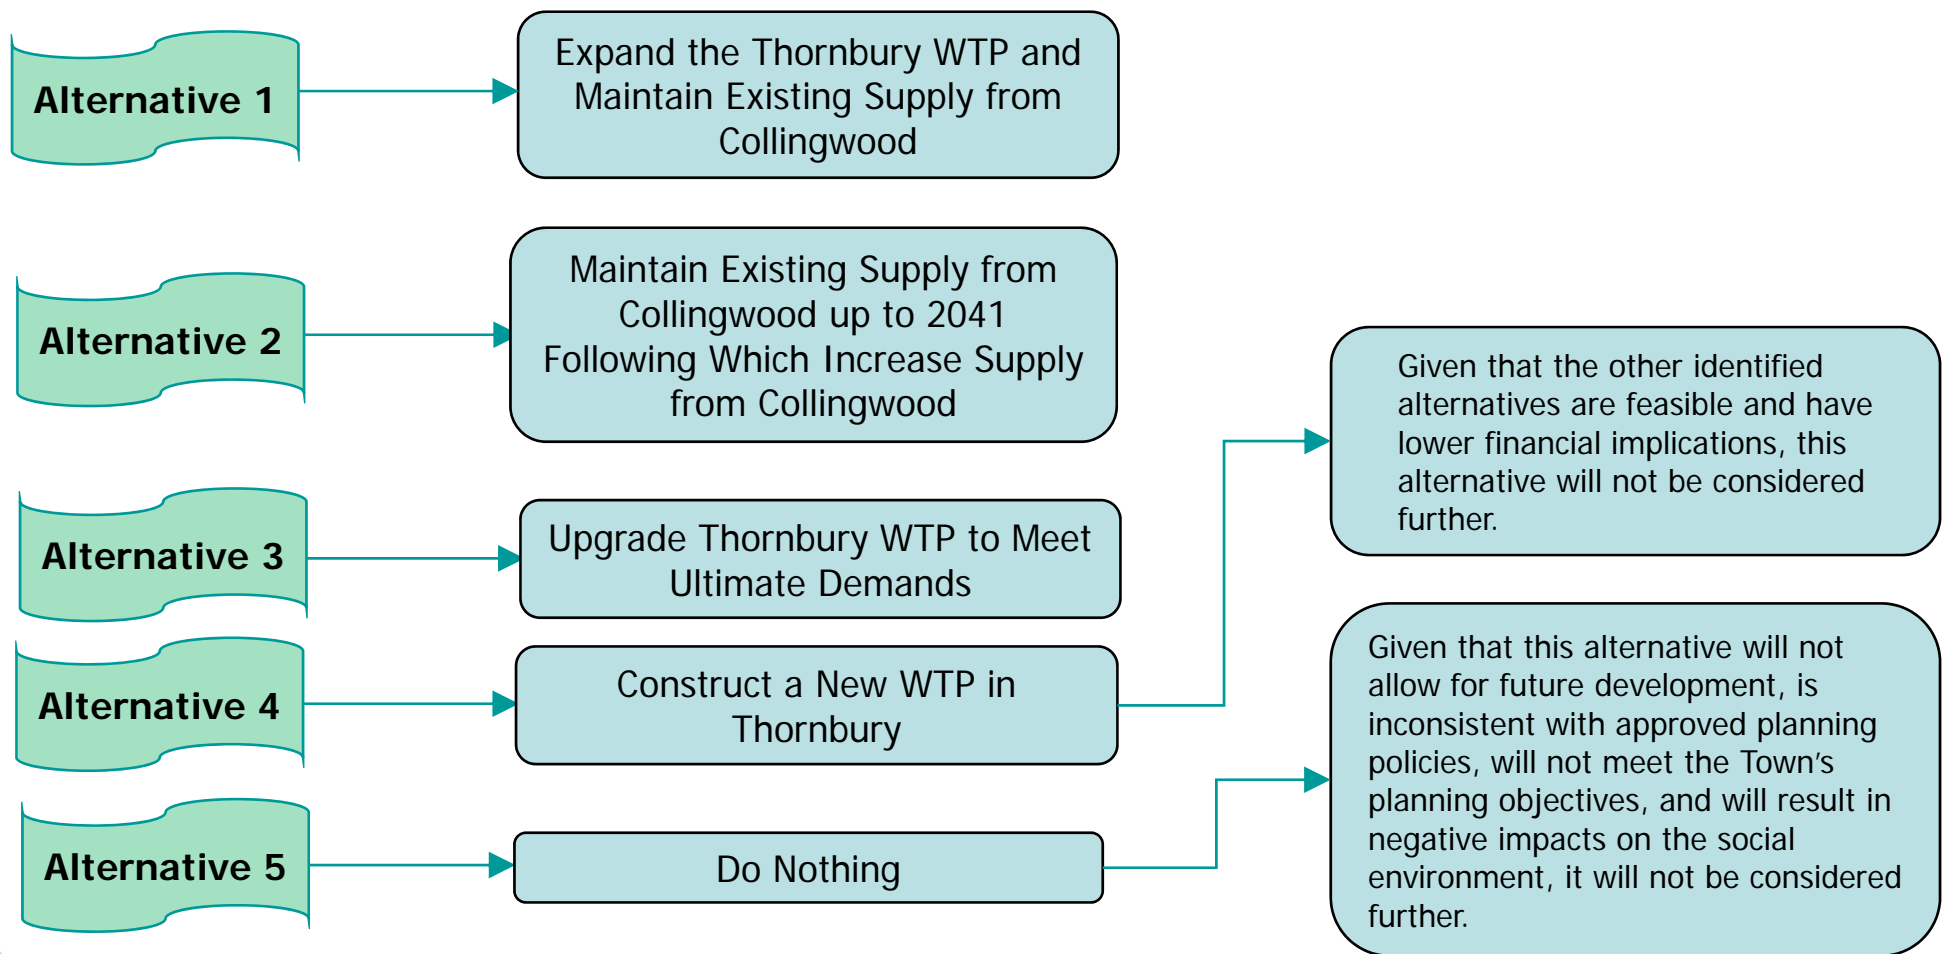 Alternative 1
Expand the Thornbury WTP and
Maintain Existing Supply from
Collingwood
Alternative 2
Maintain Existing Supply from
Collingwood up to 2041
Following Which Increase Supply
from Collingwood
Alternative 3
Upgrade Thornbury WTP to Meet
Ultimate Demands
Alternative 4
Construct a New WTP in
Thornbury
Given that the other identified
alternatives are feasible and have
lower financial implications, this
alternative will not be considered
further.
Alternative 5
Do Nothing
Given that this alternative will not
allow for future development, is
inconsistent with approved planning
policies, will not meet the Town’s
planning objectives, and will result in
negative impacts on the social
environment, it will not be considered
further.